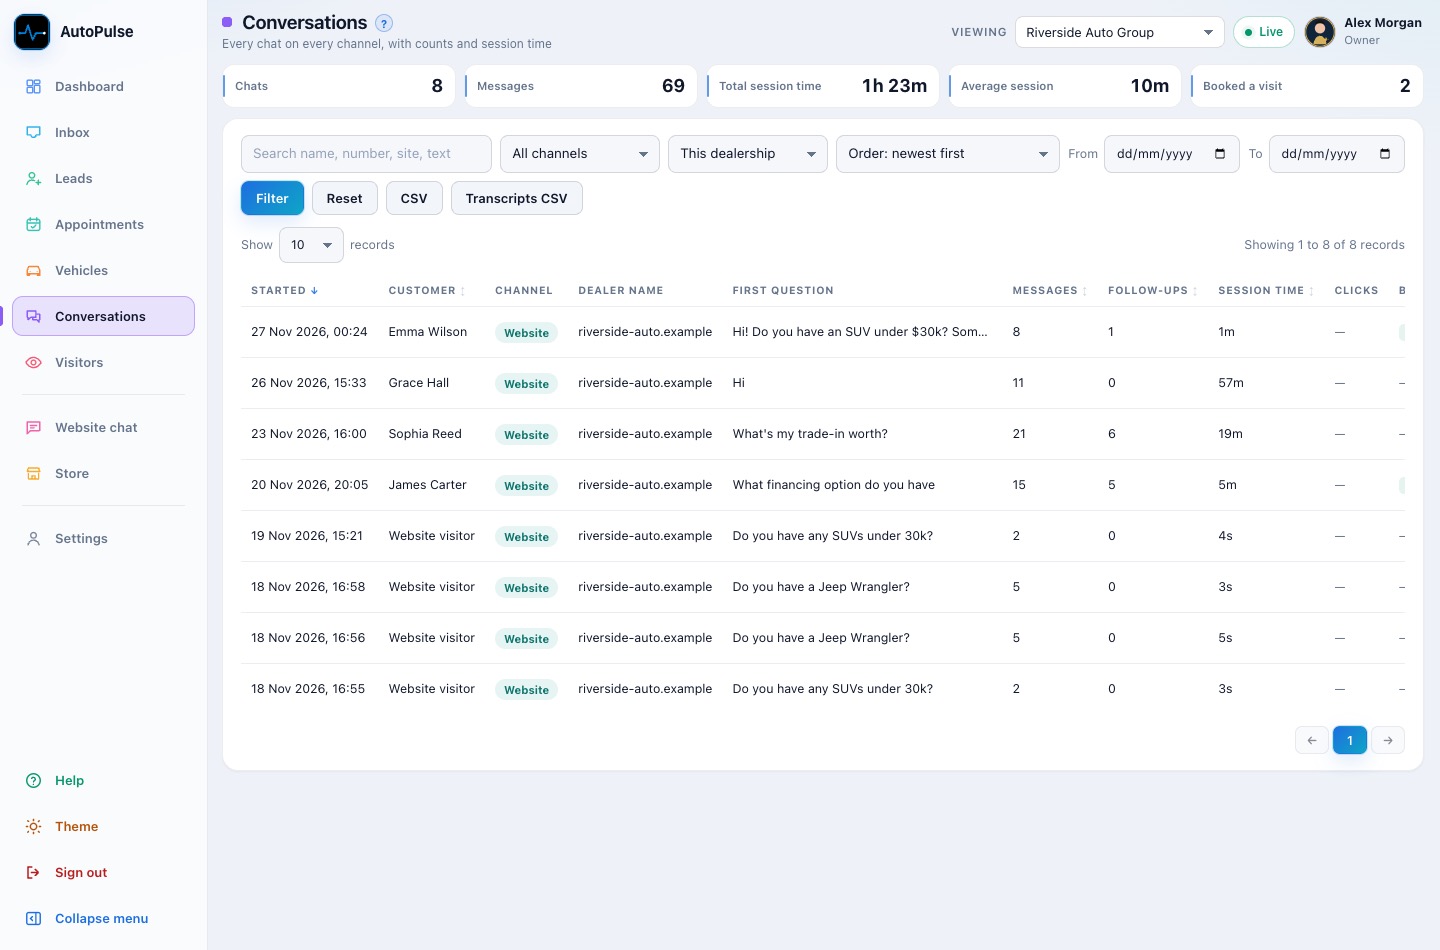 AutoPulse
Dashboard
Inbox
Leads
Appointments
Vehicles
Conversations
Visitors
Website chat
Store
Settings
Help
Theme
Sign out
Collapse menu
Conversations ?
Every chat on every channel, with counts and session time
VIEWING Riverside Auto Group Live Alex Morgan
Owner
Chats 8 Messages 69 Total session time 1h 23m Average session 10m Booked a visit 2
Search name, number, site, text All channels This dealership Order: newest first From dd/mm/yyyy To dd/mm/yyyy
Filter Reset CSV Transcripts CSV
Show 10 records Showing 1 to 8 of 8 records
STARTED ↓ CUSTOMER CHANNEL DEALER NAME FIRST QUESTION MESSAGES FOLLOW-UPS SESSION TIME CLICKS B
27 Nov 2026, 00:24 Emma Wilson Website riverside-auto.example Hi! Do you have an SUV under $30k? Som... 8 1 1m —
26 Nov 2026, 15:33 Grace Hall Website riverside-auto.example Hi 11 0 57m — –
23 Nov 2026, 16:00 Sophia Reed Website riverside-auto.example What's my trade-in worth? 21 6 19m — –
20 Nov 2026, 20:05 James Carter Website riverside-auto.example What financing option do you have 15 5 5m —
19 Nov 2026, 15:21 Website visitor Website riverside-auto.example Do you have any SUVs under 30k? 2 0 4s — –
18 Nov 2026, 16:58 Website visitor Website riverside-auto.example Do you have a Jeep Wrangler? 5 0 3s — –
18 Nov 2026, 16:56 Website visitor Website riverside-auto.example Do you have a Jeep Wrangler? 5 0 5s — –
18 Nov 2026, 16:55 Website visitor Website riverside-auto.example Do you have any SUVs under 30k? 2 0 3s — –
← 1 →